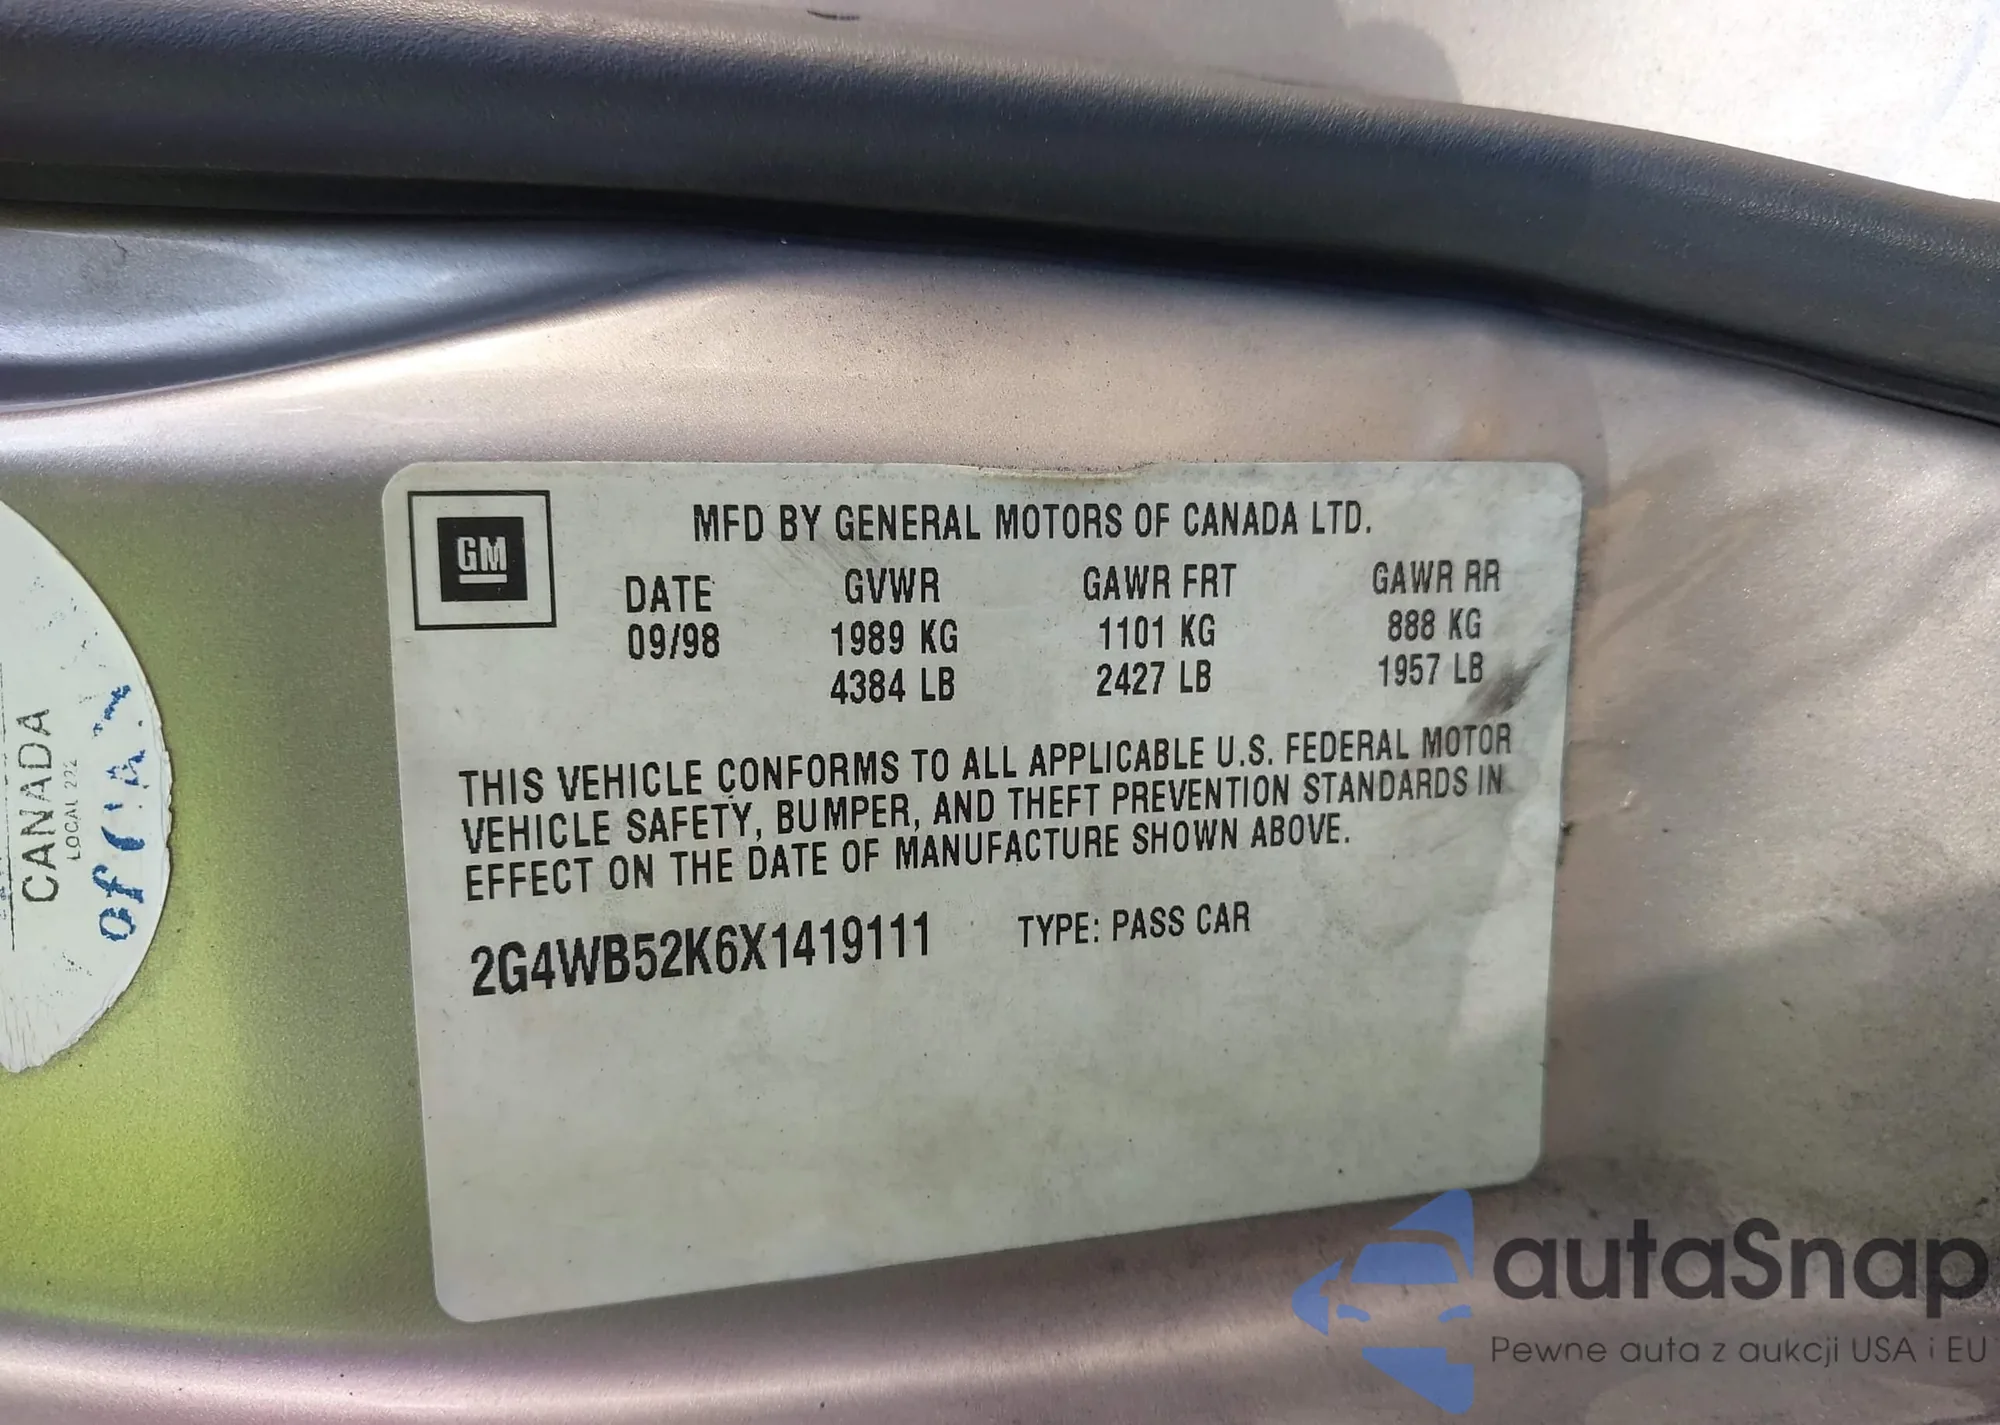 GM
MFD BY GENERAL MOTORS OF CANADA LTD.
DATE GVWR GAWR FRT GAWR RR
09/98 1989 KG 1101 KG 888 KG
4384 LB 2427 LB 1957 LB
THIS VEHICLE CONFORMS TO ALL APPLICABLE U.S. FEDERAL MOTOR
VEHICLE SAFETY, BUMPER, AND THEFT PREVENTION STANDARDS IN
EFFECT ON THE DATE OF MANUFACTURE SHOWN ABOVE.
2G4WB52K6X1419111 TYPE: PASS CAR
CANADA
LOCAL 222
autaSnap
Pewne auta z aukcji USA i EU